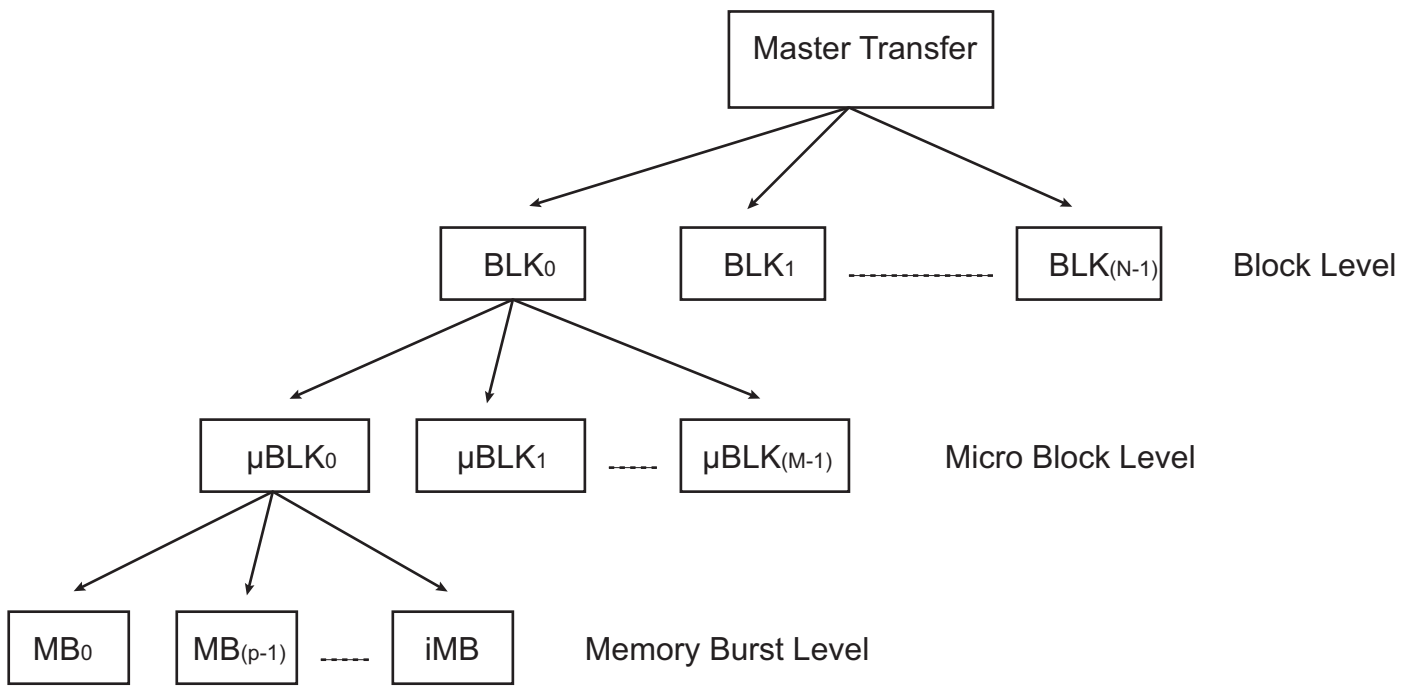 Master Transfer
BLK0 BLK1 BLK(N-1) Block Level
µBLK0 µBLK1 µBLK(M-1) Micro Block Level
MB0 MB(p-1) iMB Memory Burst Level